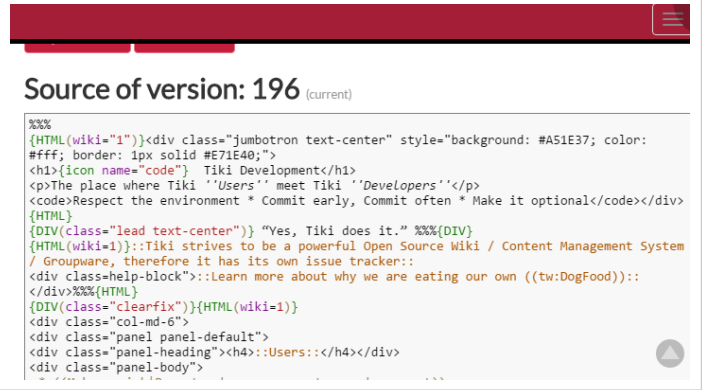 Source of version: 196 (current)
%%%
{HTML(wiki="1")}<div class="jumbotron text-center" style="background: #A51E37; color:
#fff; border: 1px solid #E71E40;">
<h1>{icon name="code"}  Tiki Development</h1>
<p>The place where Tiki ''Users'' meet Tiki ''Developers''</p>
<code>Respect the environment * Commit early, Commit often * Make it optional</code></div>
{HTML}
{DIV(class="lead text-center")} “Yes, Tiki does it.” %%%{DIV}
{HTML(wiki=1)}::Tiki strives to be a powerful Open Source Wiki / Content Management System
/ Groupware, therefore it has its own issue tracker::
<div class=help-block">::Learn more about why we are eating our own ((tw:DogFood))::
</div>%%%{HTML}
{DIV(class="clearfix")}{HTML(wiki=1)}
<div class="col-md-6">
<div class="panel panel-default">
<div class="panel-heading"><h4>::Users::</h4></div>
<div class="panel-body">